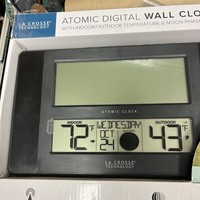 LA CROSSE
TECHNOLOGY
ATOMIC DIGITAL WALL CLO
WITH INDOOR/OUTDOOR TEMPERATURE & MOON PHASE
ATOMIC CLOCK
INDOOR
72°F
WEDNESDAY
OCT
24
OUTDOOR
43°F
LA CROSSE
TECHNOLOGY